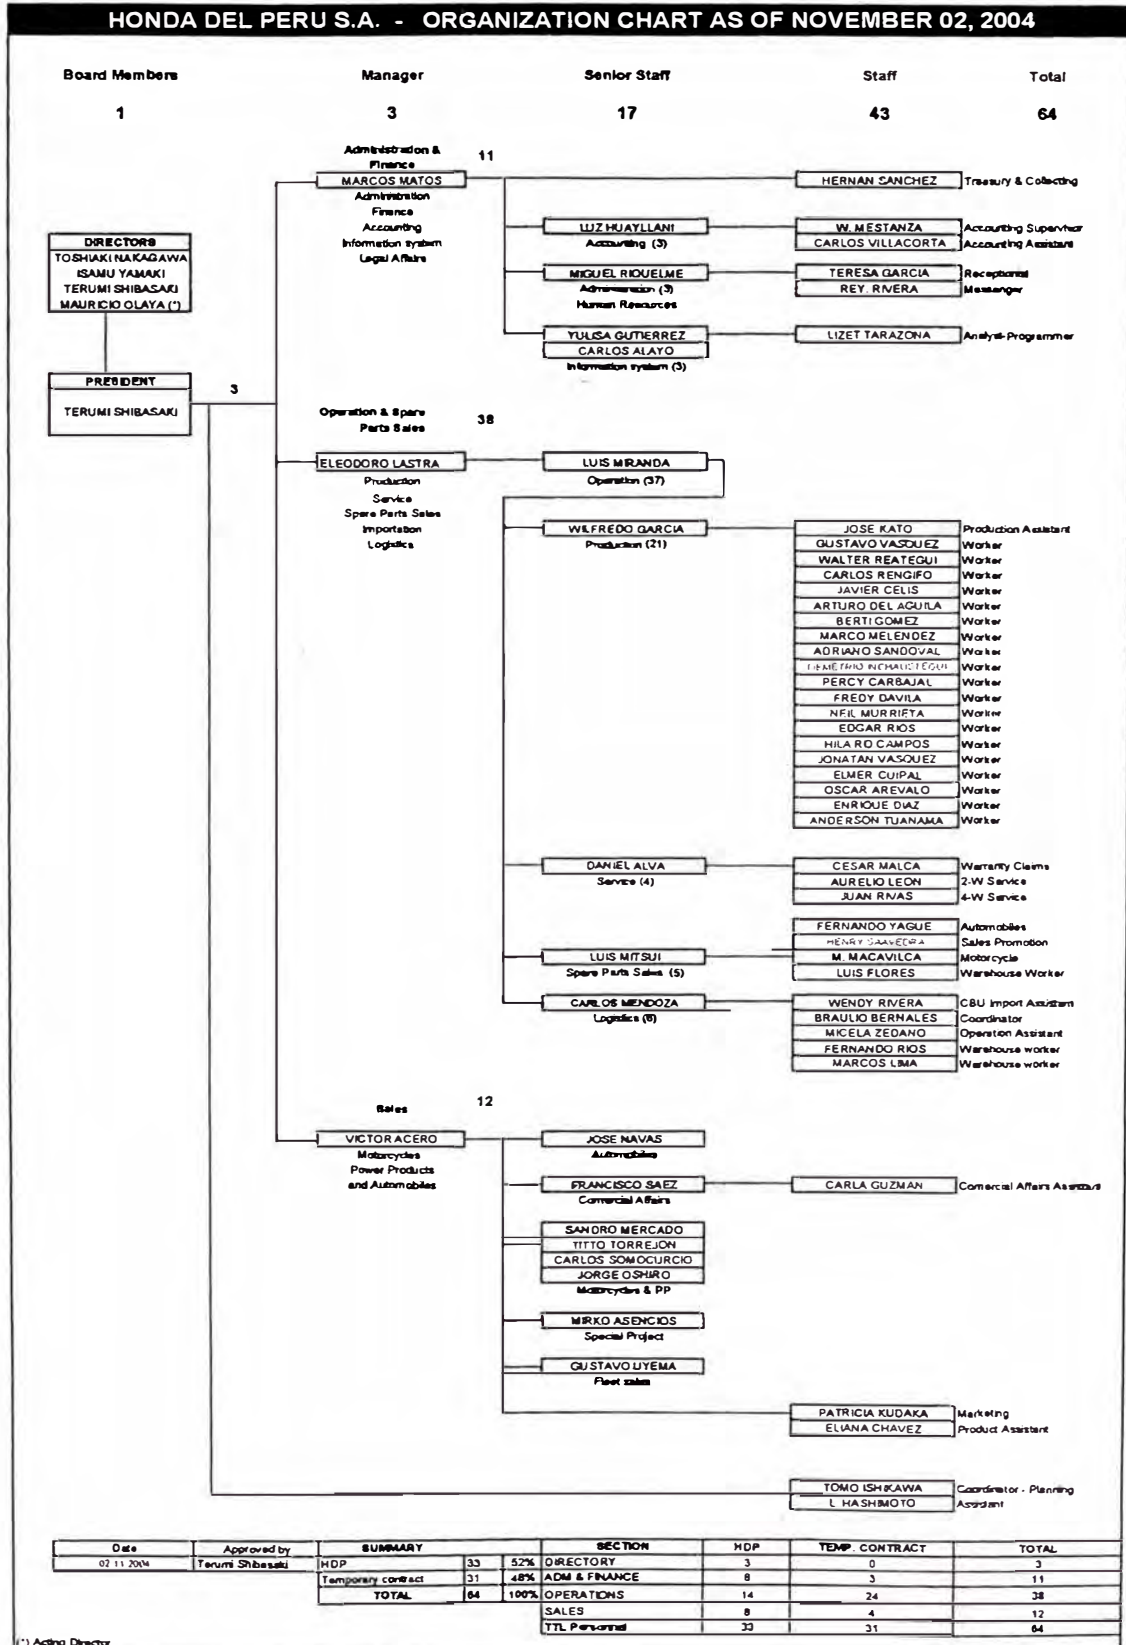 HONDA DEL PERU S.A. - ORGANIZATION CHART AS OF NOVEMBER 02, 2004
Board Members Manager Senior Staff Staff Total
1 3 17 43 64
Administration &
Finance
11
MARCOS MATOS
Administration
Finance
Accounting
Information system
Legal Affairs
HERNAN SANCHEZ Treasury & Collecting
LUZ HUAYLLANI
Accounting (3)
W. MESTANZA Accounting Supervisor
CARLOS VILLACORTA Accounting Assistant
MIGUEL RIQUELME
Administration (3)
Human Resources
TERESA GARCIA Receptionist
REY. RIVERA Messenger
YULISA GUTIERREZ
CARLOS ALAYO
Information system (3)
LIZET TARAZONA Analyst-Programmer
DIRECTORS
TOSHIAKI NAKAGAWA
ISAMU YAMAKI
TERUMI SHIBASAKI
MAURICIO OLAYA (*)
PRESIDENT
TERUMI SHIBASAKI
3
Operation & Spare
Parts Sales
38
ELEODORO LASTRA
Production
Service
Spare Parts Sales
Importation
Logistics
LUIS MIRANDA
Operation (37)
WILFREDO GARCIA
Production (21)
JOSE KATO Production Assistant
GUSTAVO VASQUEZ Worker
WALTER REATEGUI Worker
CARLOS RENGIFO Worker
JAVIER CELIS Worker
ARTURO DEL AGUILA Worker
BERTI GOMEZ Worker
MARCO MELENDEZ Worker
ADRIANO SANDOVAL Worker
DEMETRIO INCHAUSTEGUI Worker
PERCY CARBAJAL Worker
FREDY DAVILA Worker
NEIL MURRIETA Worker
EDGAR RIOS Worker
HILARO CAMPOS Worker
JONATAN VASQUEZ Worker
ELMER CUIPAL Worker
OSCAR AREVALO Worker
ENRIQUE DIAZ Worker
ANDERSON TUANAMA Worker
DANIEL ALVA
Service (4)
CESAR MALCA Warranty Claims
AURELIO LEON 2-W Service
JUAN RIVAS 4-W Service
LUIS MITSUI
Spare Parts Sales (5)
FERNANDO YAGUE Automobiles
HENRY SAAVEDRA Sales Promotion
M. MACAVILCA Motorcycle
LUIS FLORES Warehouse Worker
CARLOS MENDOZA
Logistics (6)
WENDY RIVERA CBU Import Assistant
BRAULIO BERNALES Coordinator
MICELA ZEDANO Operation Assistant
FERNANDO RIOS Warehouse worker
MARCOS LIMA Warehouse worker
Sales
12
VICTOR ACERO
Motorcycles
Power Products
and Automobiles
JOSE NAVAS
Automobiles
FRANCISCO SAEZ
Comercial Affairs
CARLA GUZMAN Comercial Affairs Assistant
SANDRO MERCADO
TITTO TORREJON
CARLOS SOMOCURCIO
JORGE OSHIRO
Motorcycles & PP
MIRKO ASENCIOS
Special Project
GUSTAVO UYEMA
Fleet sales
PATRICIA KUDAKA Marketing
ELIANA CHAVEZ Product Assistant
TOMO ISHIKAWA Coordinator - Planning
L. HASHIMOTO Assistant
Date Approved by SUMMARY SECTION HDP TEMP. CONTRACT TOTAL
02.11.2004 Terumi Shibasaki HDP 33 52% DIRECTORY 3 0 3
Temporary contract 31 48% ADM & FINANCE 8 3 11
TOTAL 64 100% OPERATIONS 14 24 38
SALES 8 4 12
TTL Personnel 33 31 64
(*) Acting Director